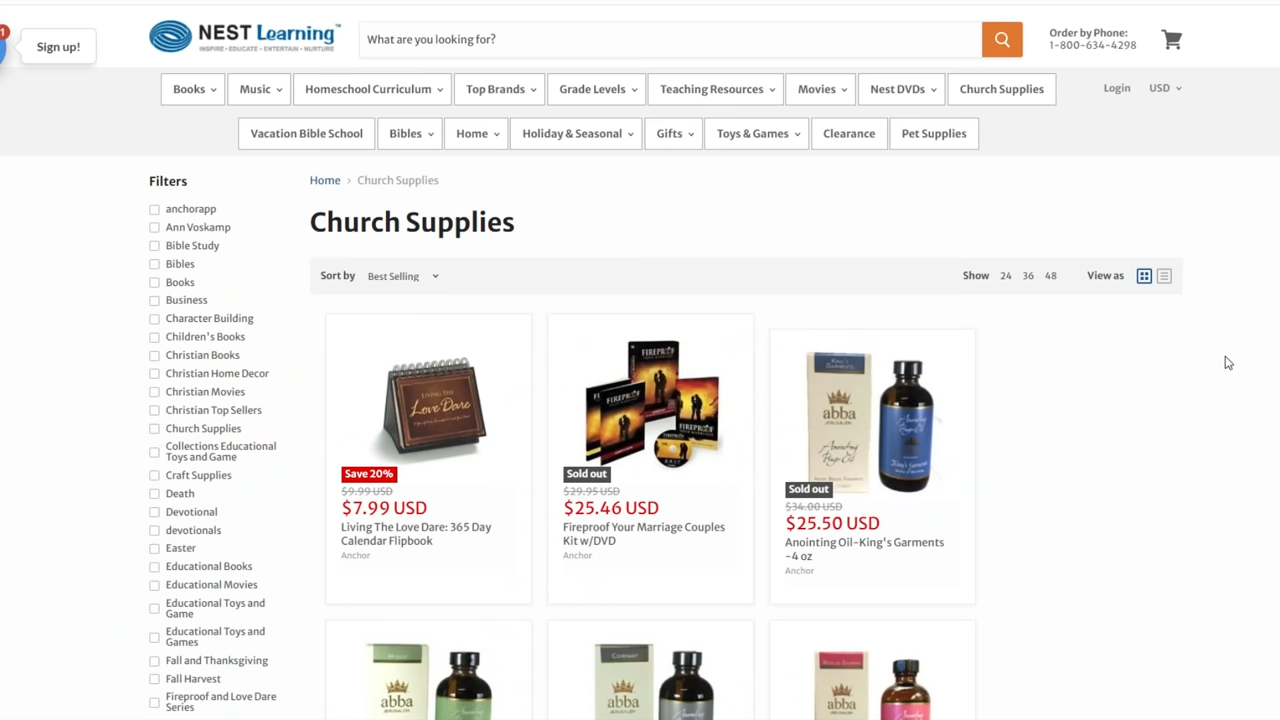 1
Sign up!
NEST Learning
INSPIRE • EDUCATE • ENTERTAIN • NURTURE
What are you looking for?
Order by Phone:
1-800-634-4298
Books
Music
Homeschool Curriculum
Top Brands
Grade Levels
Teaching Resources
Movies
Nest DVDs
Church Supplies
Login
USD
Vacation Bible School
Bibles
Home
Holiday & Seasonal
Gifts
Toys & Games
Clearance
Pet Supplies
Filters
anchorapp
Ann Voskamp
Bible Study
Bibles
Books
Business
Character Building
Children's Books
Christian Books
Christian Home Decor
Christian Movies
Christian Top Sellers
Church Supplies
Collections Educational
Toys and Game
Craft Supplies
Death
Devotional
devotionals
Easter
Educational Books
Educational Movies
Educational Toys and
Game
Educational Toys and
Games
Fall and Thanksgiving
Fall Harvest
Fireproof and Love Dare
Series
Home › Church Supplies
Church Supplies
Sort by Best Selling
Show 24 36 48
View as
LIVING THE
Love Dare
Save 20%
$9.99 USD
$7.99 USD
Living The Love Dare: 365 Day
Calendar Flipbook
Anchor
FIREPROOF
FIREPROOF
FIREPROOF
Sold out
$29.95 USD
$25.46 USD
Fireproof Your Marriage Couples
Kit w/DVD
Anchor
abba
JERUSALEM
Anointing
Sold out
$34.00 USD
$25.50 USD
Anointing Oil-King's Garments
-4 oz
Anchor
abba
JERUSALEM
abba
JERUSALEM
abba
JERUSALEM